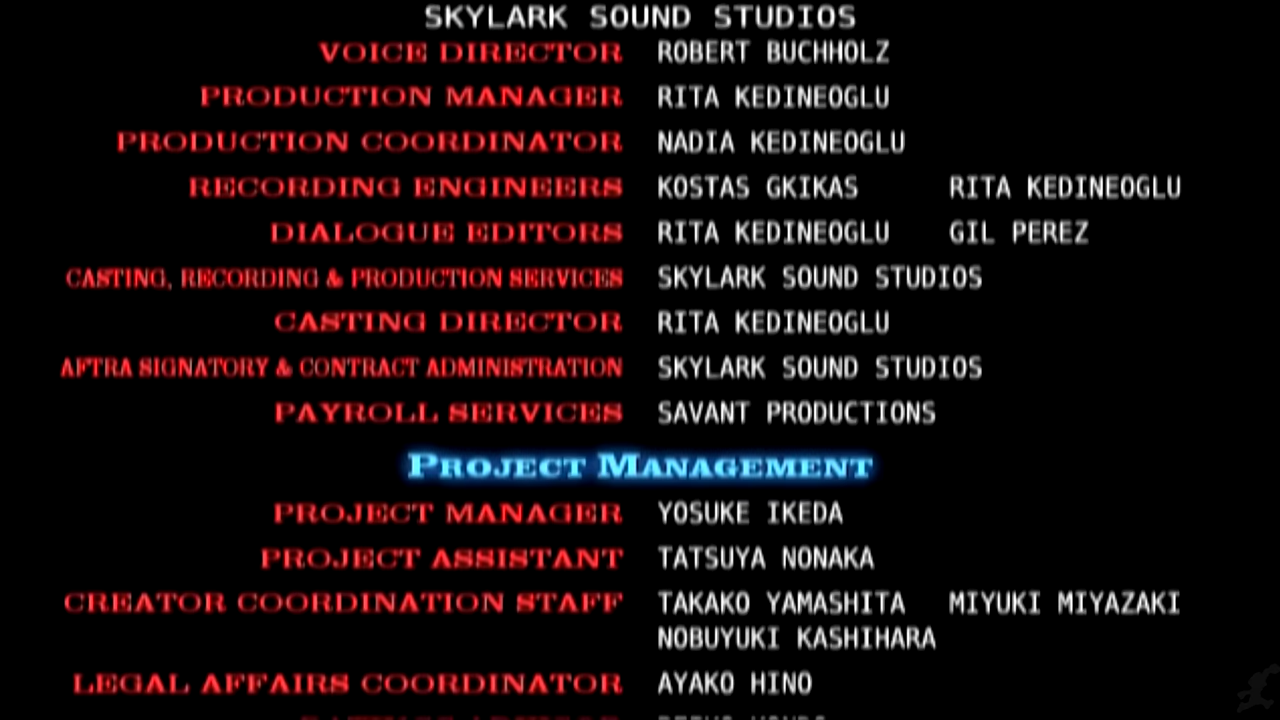 SKYLARK SOUND STUDIOS
VOICE DIRECTOR ROBERT BUCHHOLZ
PRODUCTION MANAGER RITA KEDINEOGLU
PRODUCTION COORDINATOR NADIA KEDINEOGLU
RECORDING ENGINEERS KOSTAS GKIKAS RITA KEDINEOGLU
DIALOGUE EDITORS RITA KEDINEOGLU GIL PEREZ
CASTING, RECORDING & PRODUCTION SERVICES SKYLARK SOUND STUDIOS
CASTING DIRECTOR RITA KEDINEOGLU
AFTRA SIGNATORY & CONTRACT ADMINISTRATION SKYLARK SOUND STUDIOS
PAYROLL SERVICES SAVANT PRODUCTIONS
PROJECT MANAGEMENT
PROJECT MANAGER YOSUKE IKEDA
PROJECT ASSISTANT TATSUYA NONAKA
CREATOR COORDINATION STAFF TAKAKO YAMASHITA MIYUKI MIYAZAKI
NOBUYUKI KASHIHARA
LEGAL AFFAIRS COORDINATOR AYAKO HINO